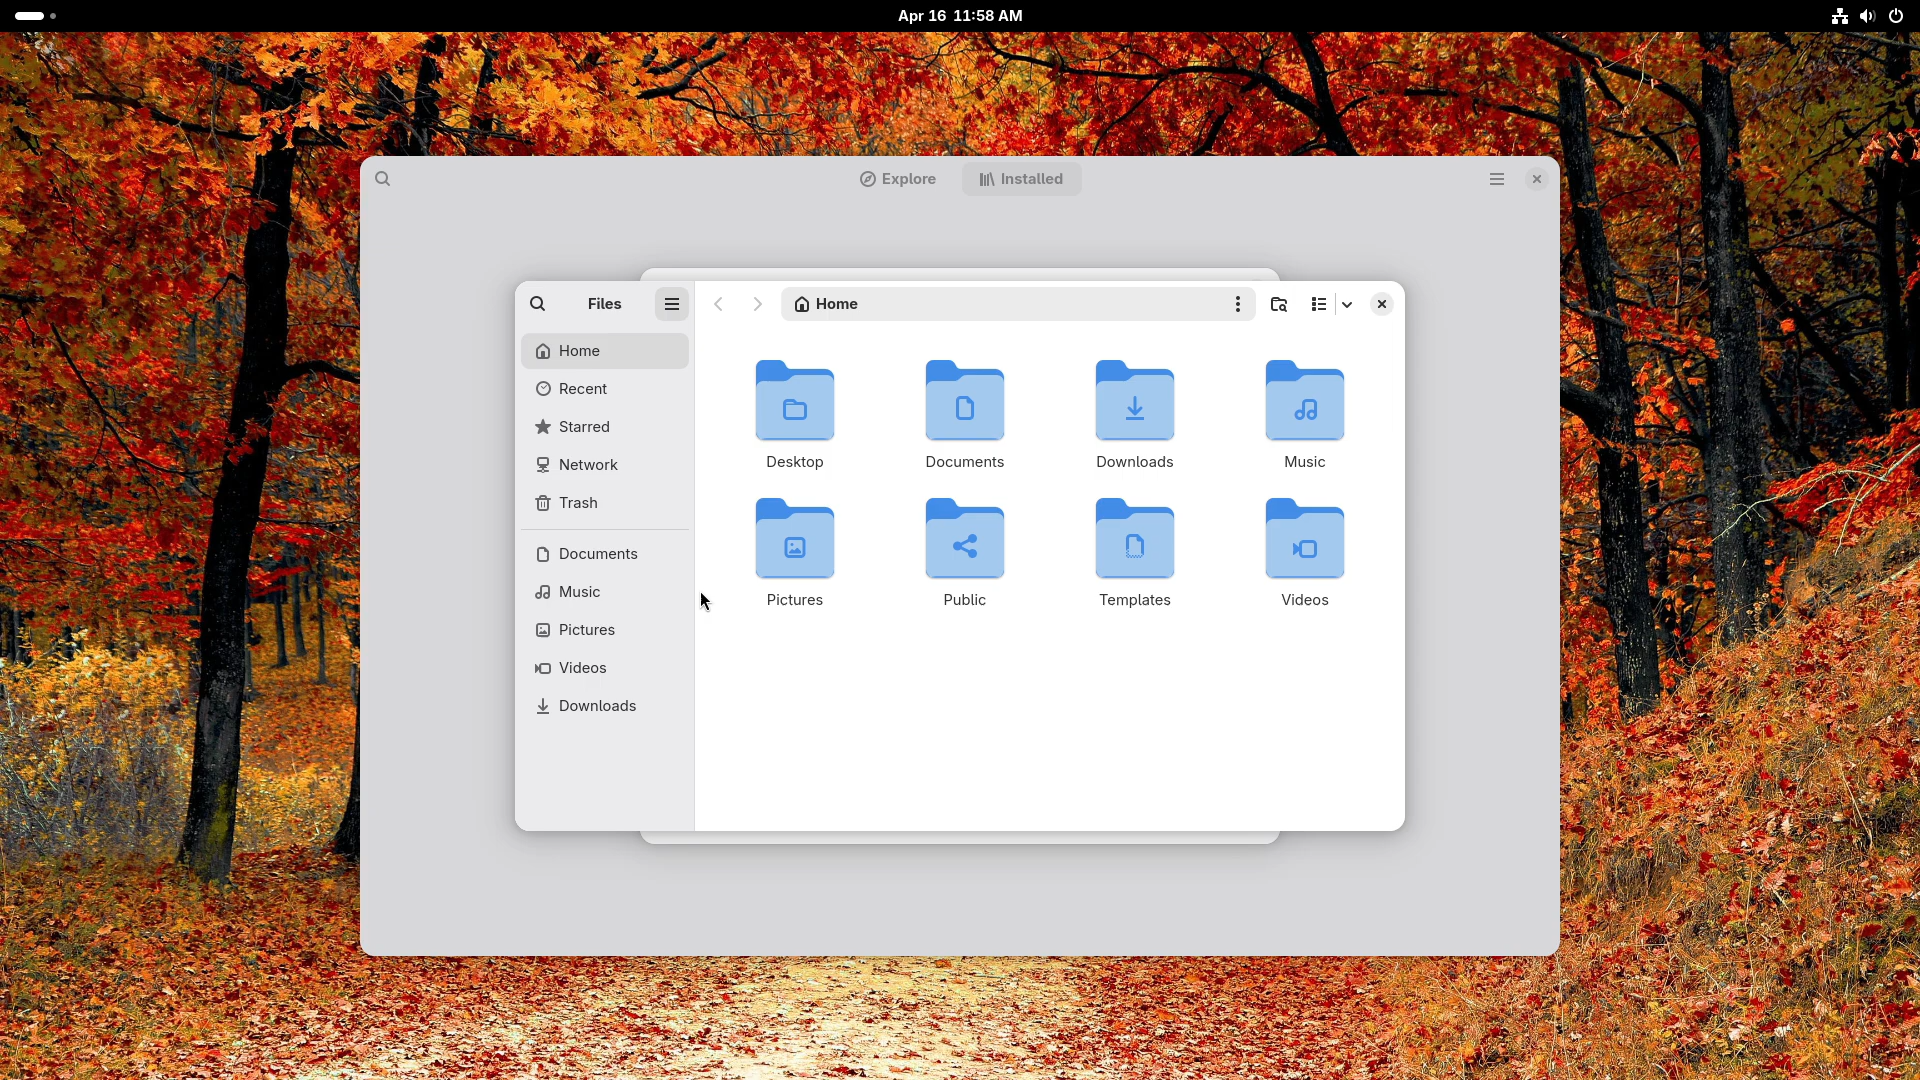 Apr 16 11:58 AM
Explore
Installed
Files
Home
Home
Recent
Starred
Network
Trash
Documents
Music
Pictures
Videos
Downloads
Desktop
Documents
Downloads
Music
Pictures
Public
Templates
Videos